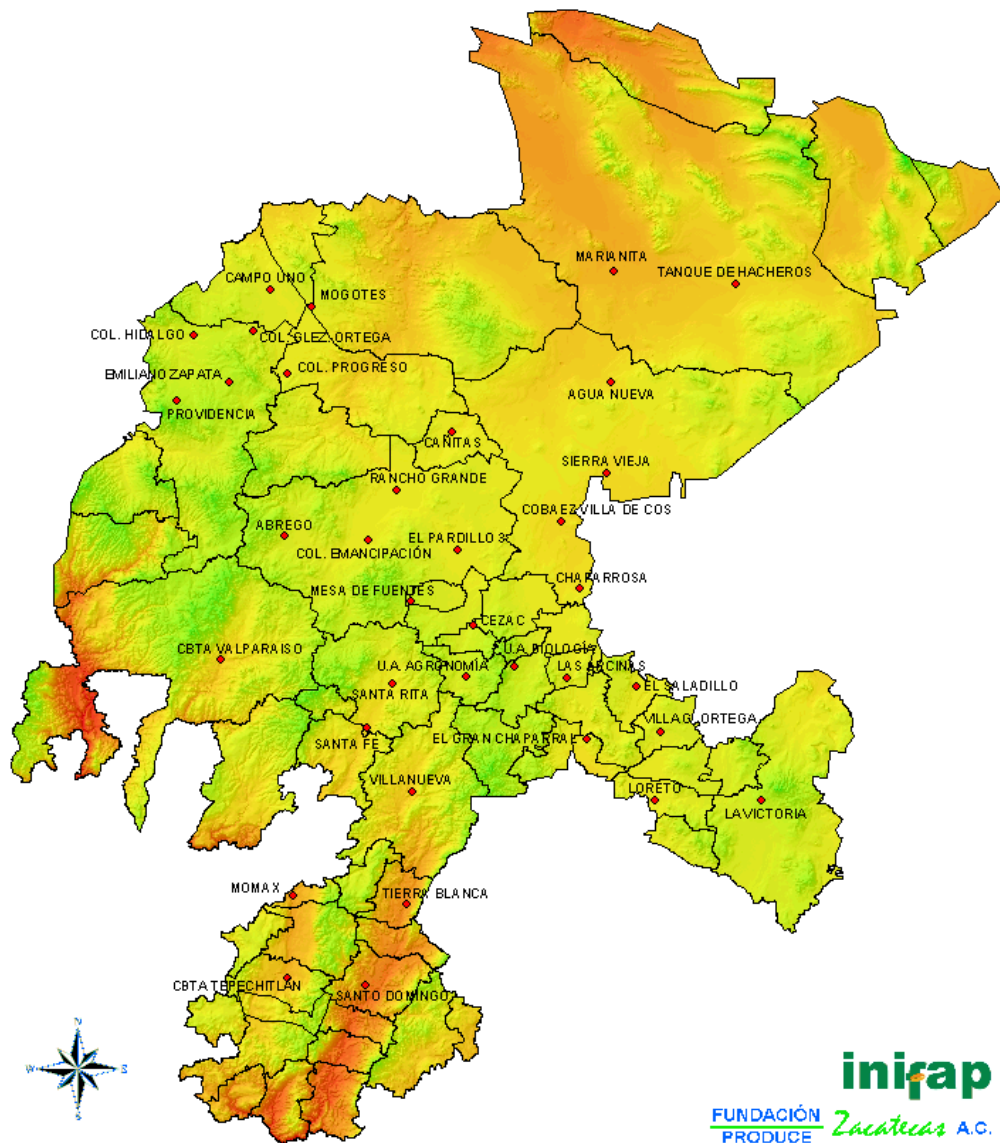 MARIANITA
TANQUE DE HACHEROS
CAMPO UNO
MOGOTES
COL. HIDALGO
COL. GLEZ. ORTEGA
EMILIANO ZAPATA
COL. PROGRESO
PROVIDENCIA
AGUA NUEVA
CAÑITAS
RANCHO GRANDE
SIERRA VIEJA
COBAEZ VILLA DE COS
ABREGO
COL. EMANCIPACIÓN
EL PARDILLO 3
MESA DE FUENTES
CHAPARROSA
CEZAC
CBTA VALPARAISO
U.A. AGRONOMÍA
U.A. BIOLOGÍA
LAS ARCINAS
SANTA RITA
EL SALADILLO
SANTA FE
EL GRAN CHAPARRAL
VILLA G. ORTEGA
VILLANUEVA
LORETO
LA VICTORIA
MOMAX
TIERRA BLANCA
CBTA TEPECHITLÁN
SANTO DOMINGO
N
W
S
S
inifap
FUNDACIÓN
PRODUCE
Zacatecas A.C.